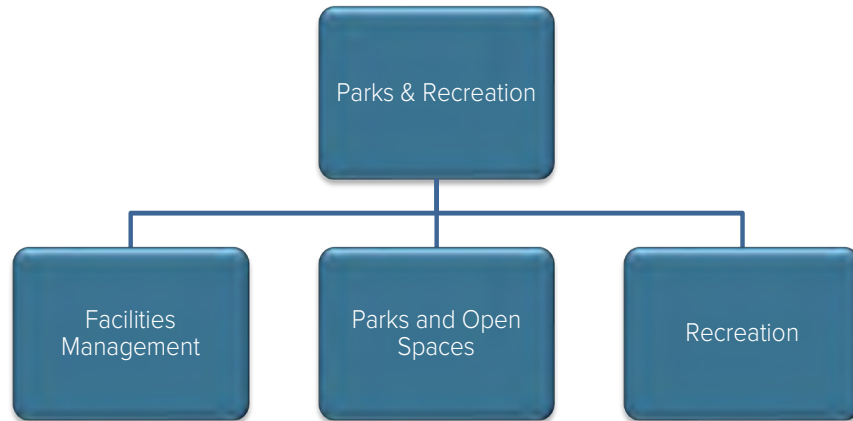 Parks & Recreation
Facilities
Management
Parks and Open
Spaces
Recreation